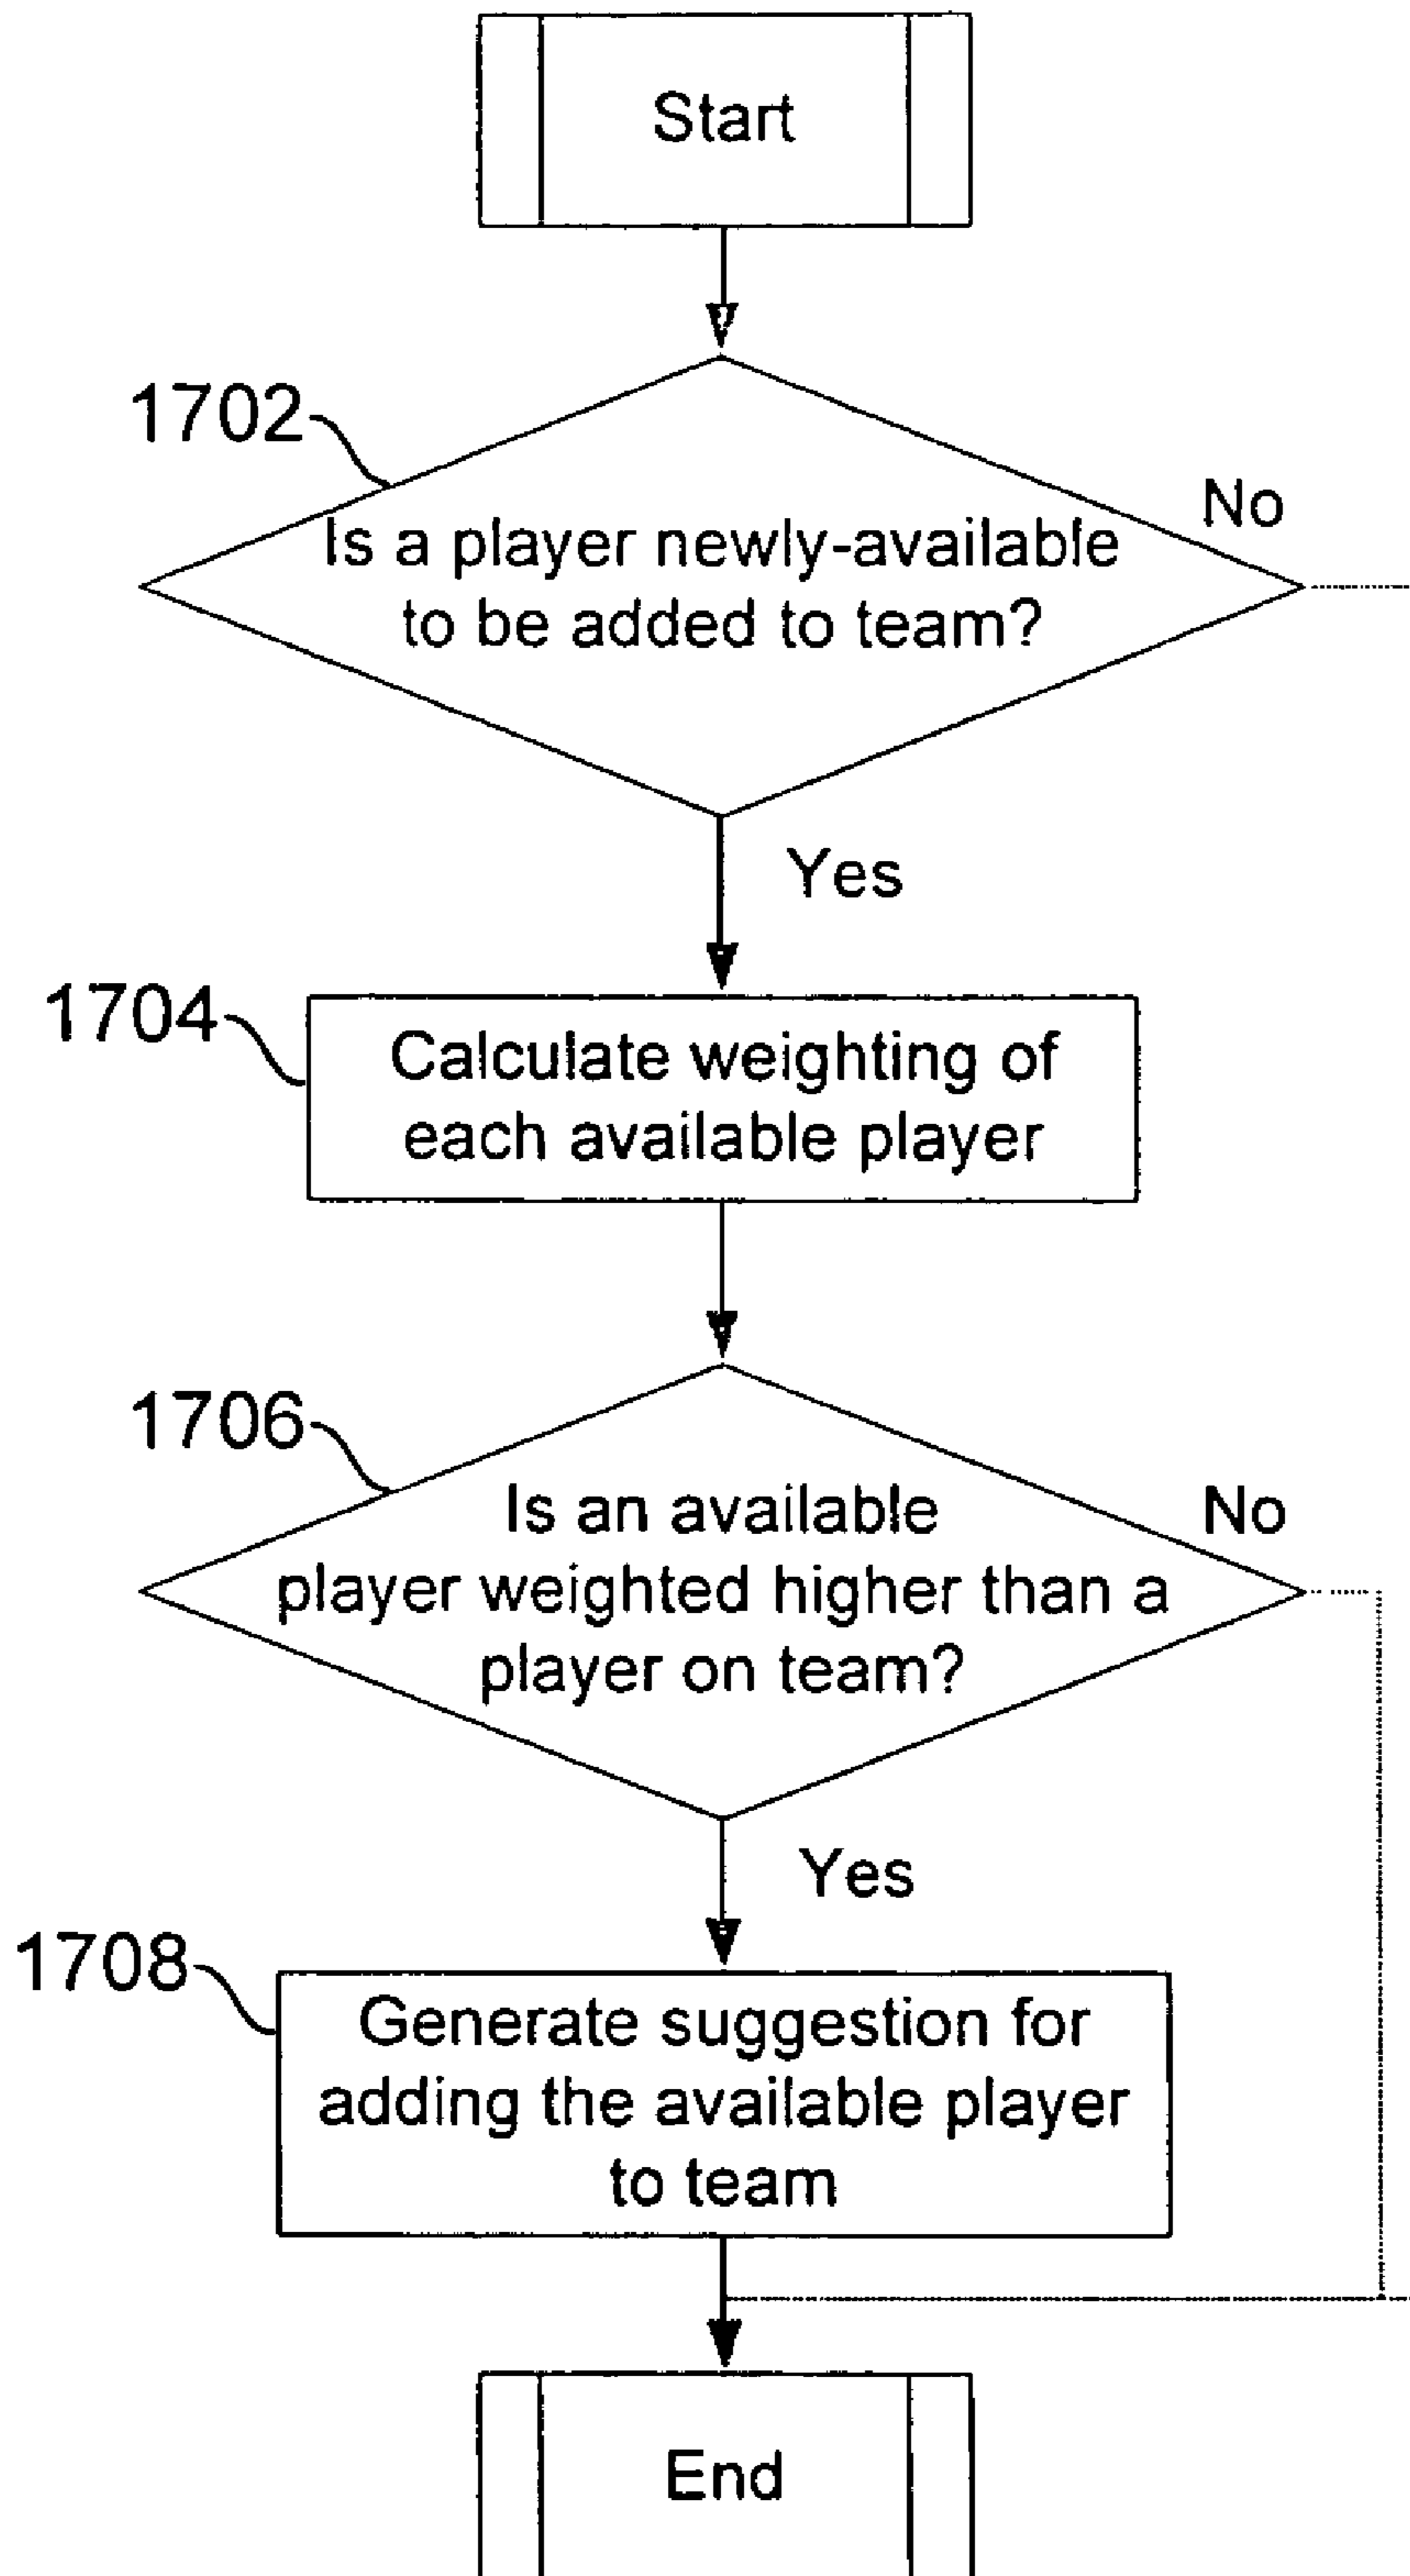 Start
1702
No
Is a player newly-available
to be added to team?
Yes
1704
Calculate weighting of
each available player
1706
No
Is an available
player weighted higher than a
player on team?
Yes
1708
Generate suggestion for
adding the available player
to team
End